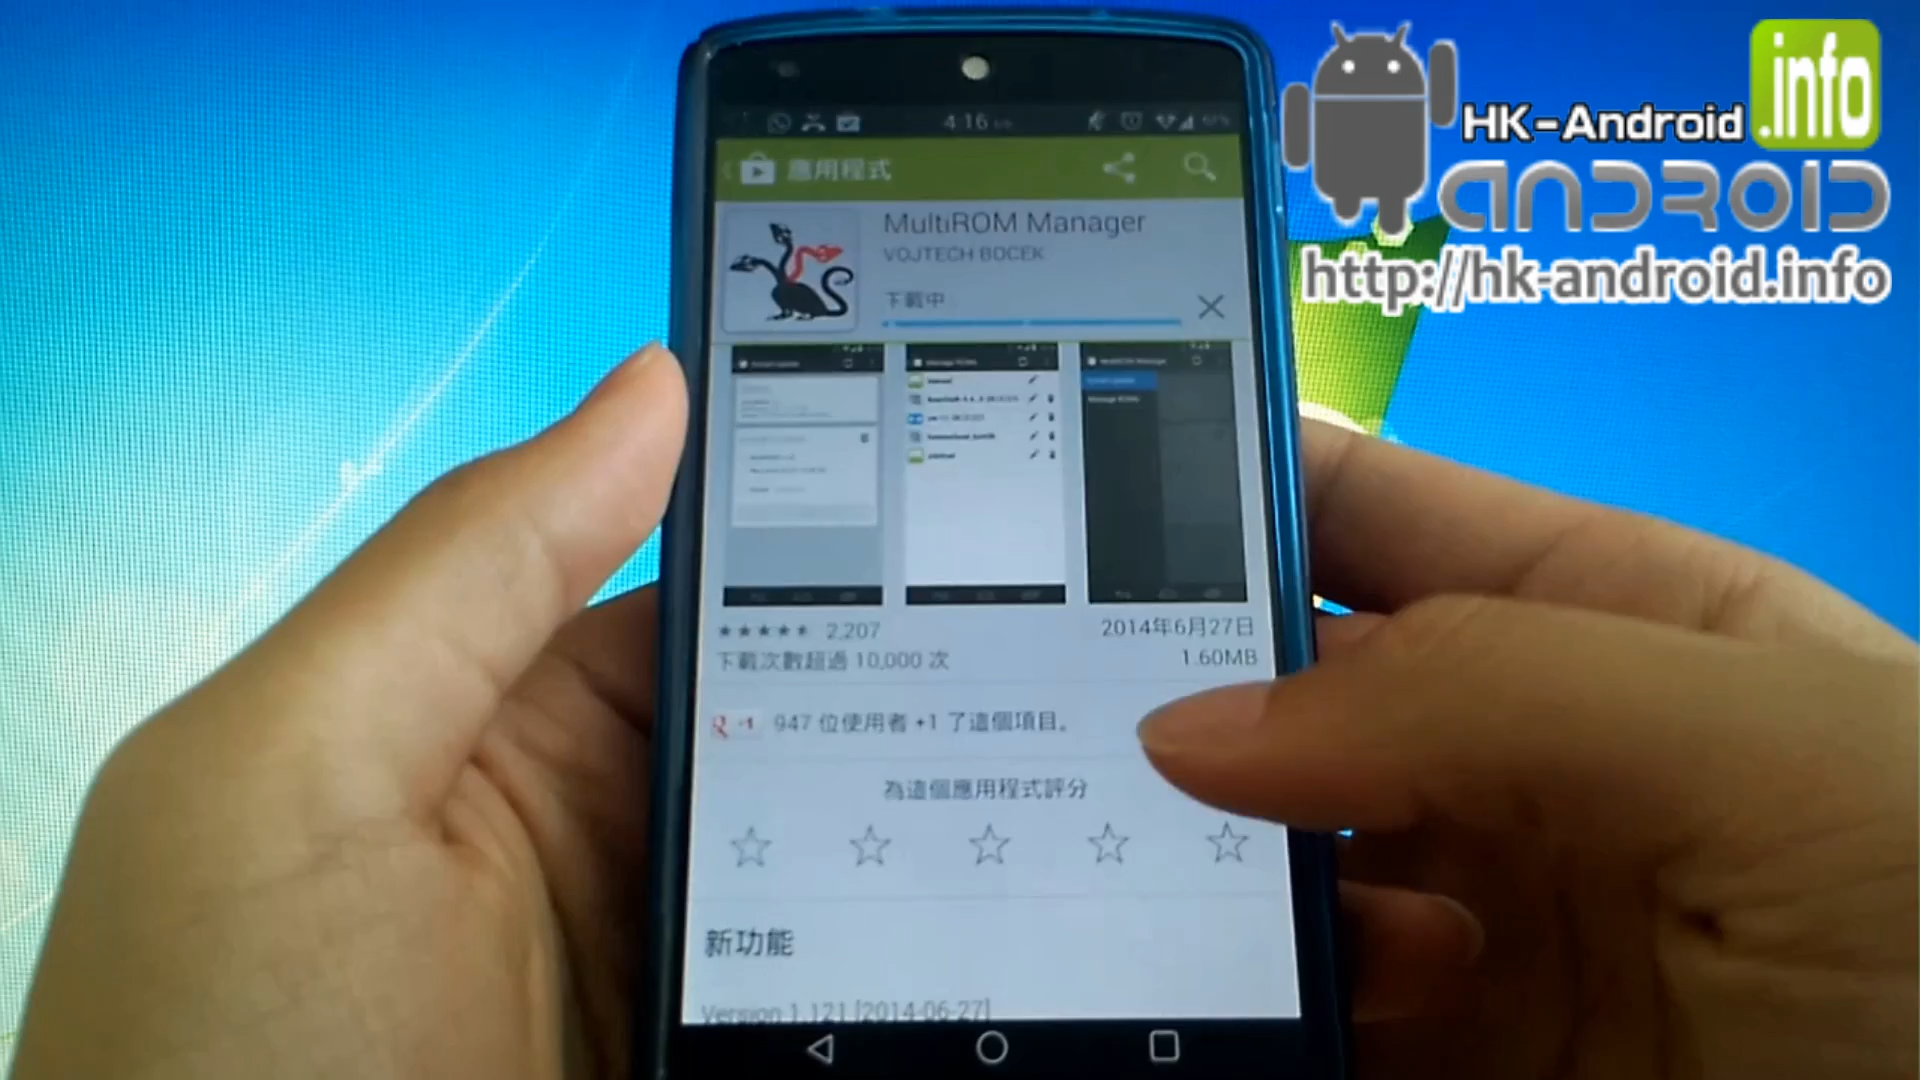 4:16
應用程式
MultiROM Manager
VOJTECH BOCEK
下載中
2,207
2014年6月27日
下載次數超過 10,000 次
1.60MB
+1
947 位使用者 +1 了這個項目。
為這個應用程式評分
新功能
Version 1.121 [2014-06-27]
HK-Android
.info
ANDROID
http://hk-android.info